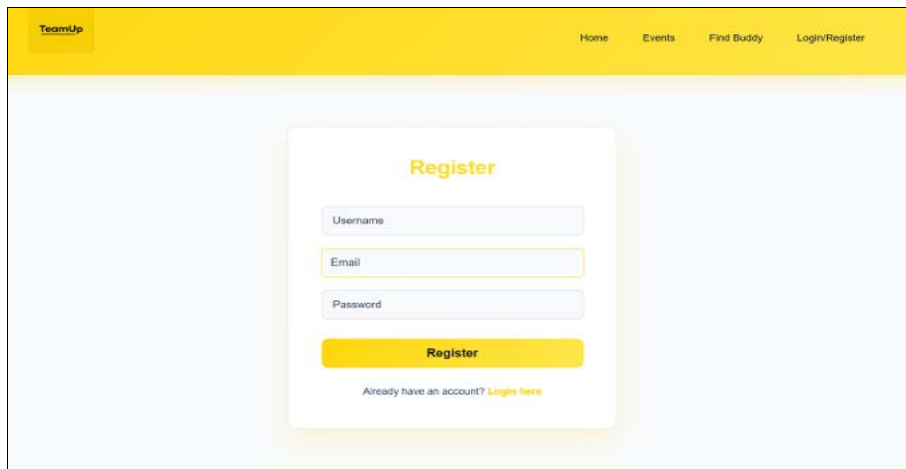 TeamUp
Home Events Find Buddy Login/Register
Register
Username
Email
Password
Register
Already have an account? Login here